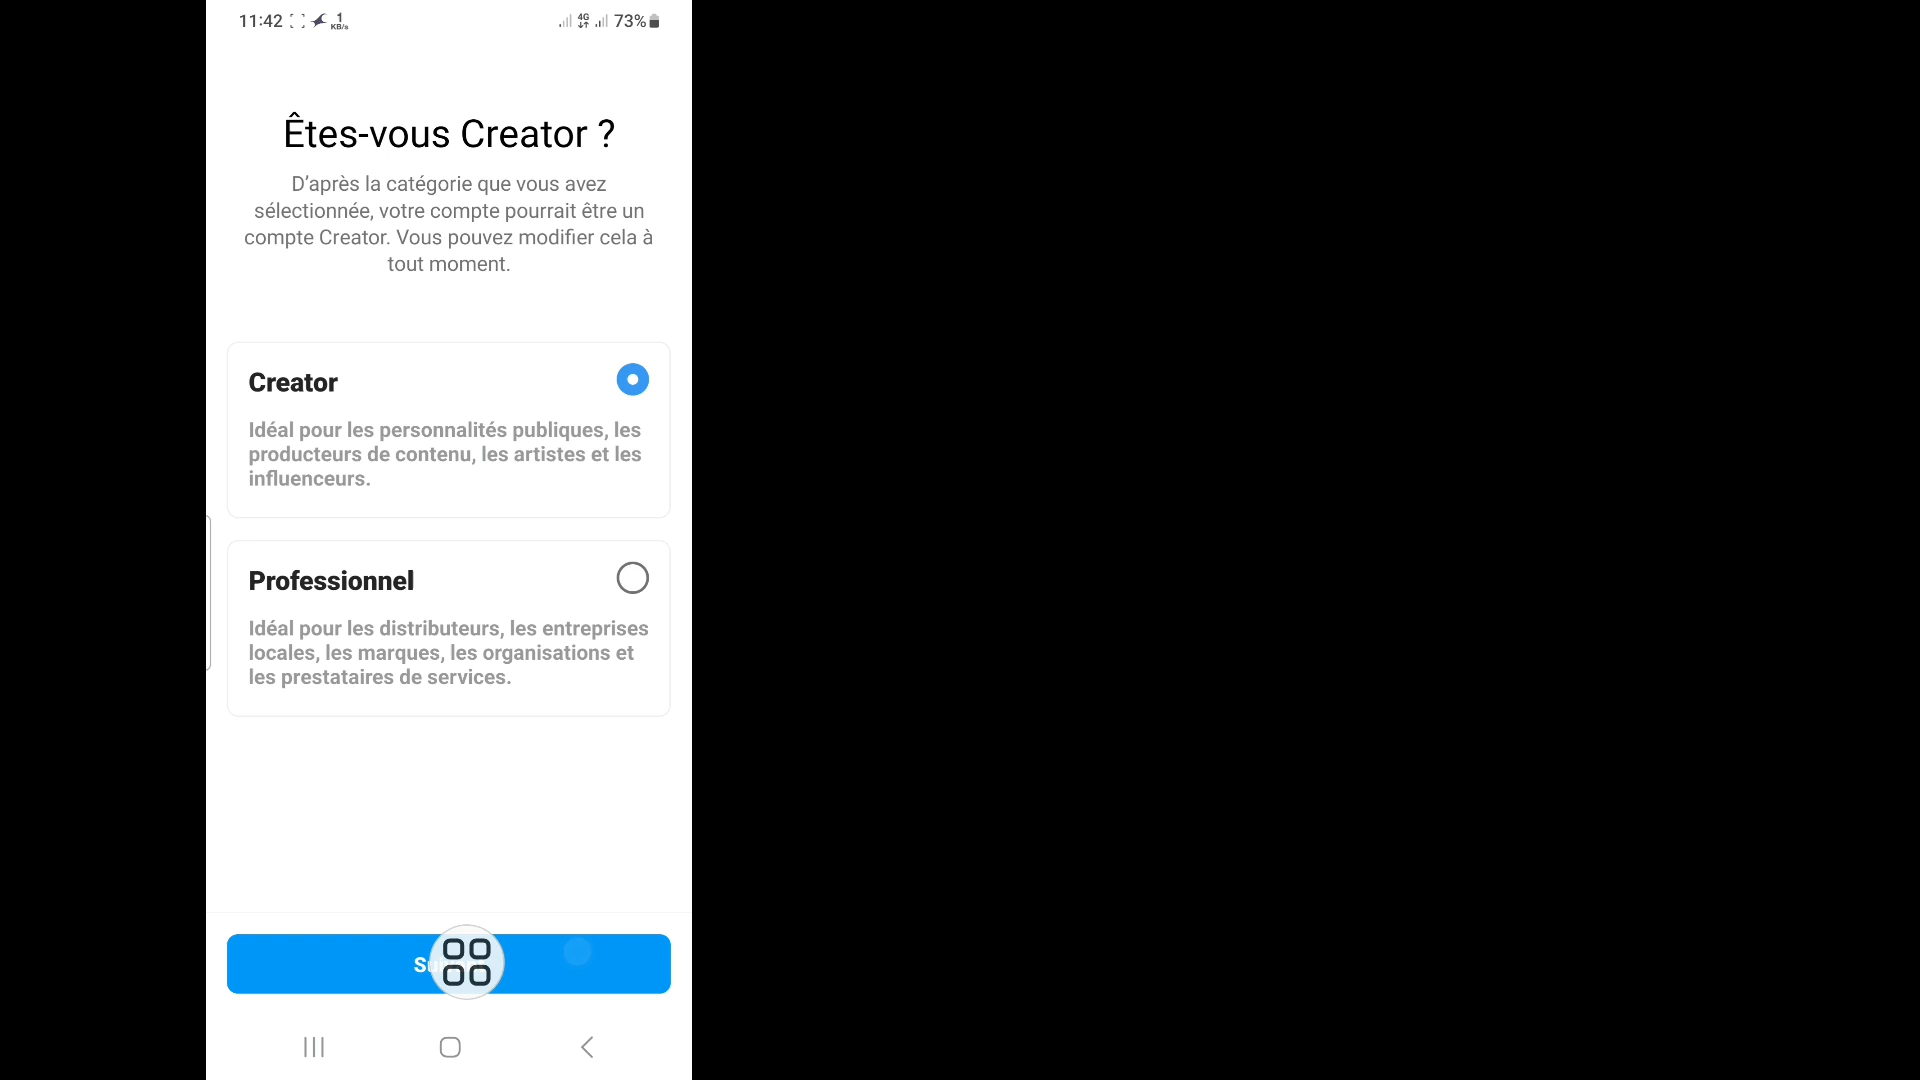 11:42
1
KB/s
4G
73%
Êtes-vous Creator ?
D’après la catégorie que vous avez
sélectionnée, votre compte pourrait être un
compte Creator. Vous pouvez modifier cela à
tout moment.
Creator
Idéal pour les personnalités publiques, les
producteurs de contenu, les artistes et les
influenceurs.
Professionnel
Idéal pour les distributeurs, les entreprises
locales, les marques, les organisations et
les prestataires de services.